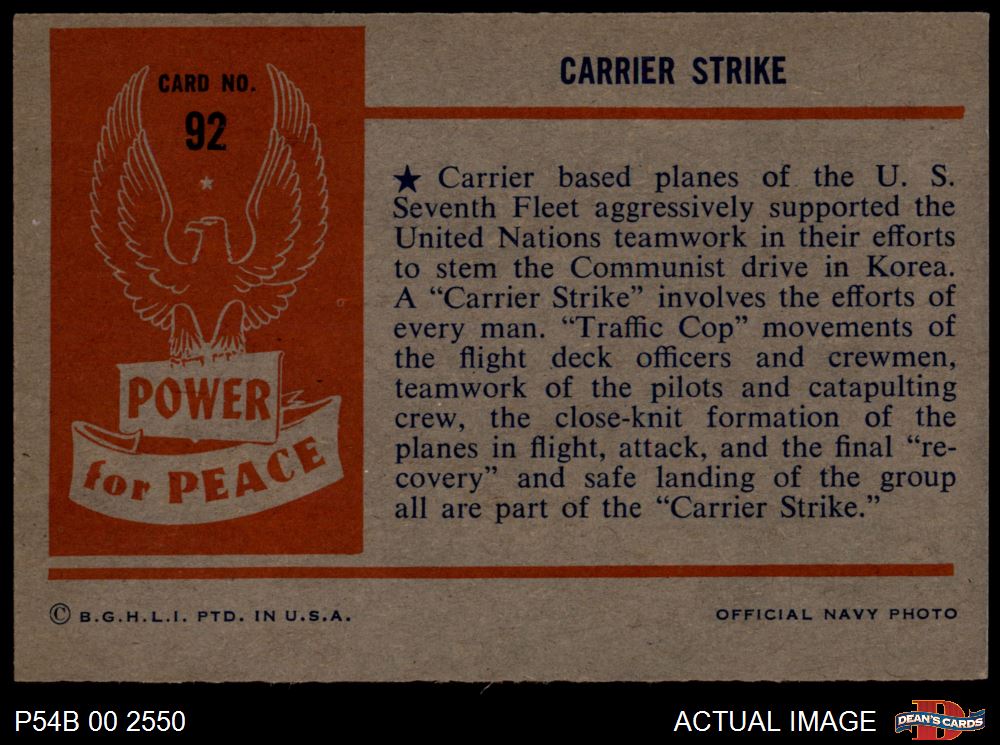 CARD NO.
92
POWER
for PEACE
CARRIER STRIKE
★ Carrier based planes of the U. S.
Seventh Fleet aggressively supported the
United Nations teamwork in their efforts
to stem the Communist drive in Korea.
A “Carrier Strike” involves the efforts of
every man. “Traffic Cop” movements of
the flight deck officers and crewmen,
teamwork of the pilots and catapulting
crew, the close-knit formation of the
planes in flight, attack, and the final “re-
covery” and safe landing of the group
all are part of the “Carrier Strike.”
© B.G.H.L.I. PTD. IN U.S.A.
OFFICIAL NAVY PHOTO
P54B 00 2550
ACTUAL IMAGE
D
DEAN'S CARDS